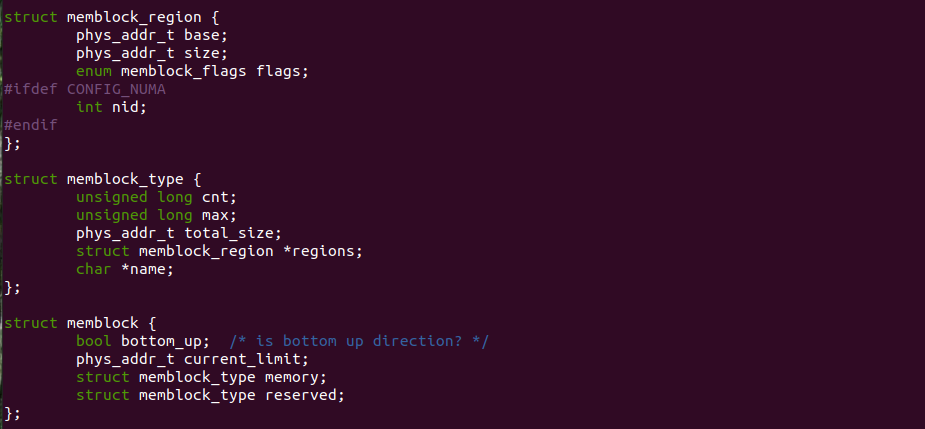 struct memblock_region {
        phys_addr_t base;
        phys_addr_t size;
        enum memblock_flags flags;
#ifdef CONFIG_NUMA
        int nid;
#endif
};

struct memblock_type {
        unsigned long cnt;
        unsigned long max;
        phys_addr_t total_size;
        struct memblock_region *regions;
        char *name;
};

struct memblock {
        bool bottom_up;  /* is bottom up direction? */
        phys_addr_t current_limit;
        struct memblock_type memory;
        struct memblock_type reserved;
};